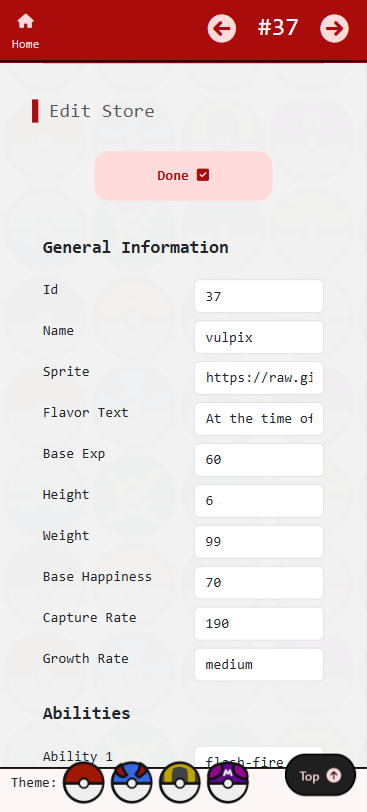 Home
#37
Edit Store
Done
General Information
Id 37
Name vulpix
Sprite https://raw.gi
Flavor Text At the time of
Base Exp 60
Height 6
Weight 99
Base Happiness 70
Capture Rate 190
Growth Rate medium
Abilities
Ability 1 flash-fire
Theme:
M
Top